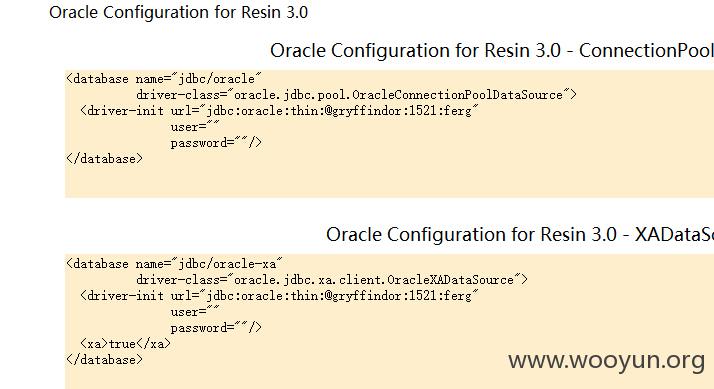 Oracle Configuration for Resin 3.0
Oracle Configuration for Resin 3.0 - ConnectionPool
<database name="jdbc/oracle"
driver-class="oracle.jdbc.pool.OracleConnectionPoolDataSource">
<driver-init url="jdbc:oracle:thin:@gryffindor:1521:ferg"
user=""
password=""/>
</database>
Oracle Configuration for Resin 3.0 - XADataSo
<database name="jdbc/oracle-xa"
driver-class="oracle.jdbc.xa.client.OracleXADataSource">
<driver-init url="jdbc:oracle:thin:@gryffindor:1521:ferg"
user=""
password=""/>
<xa>true</xa>
</database>
www.wooyun.org